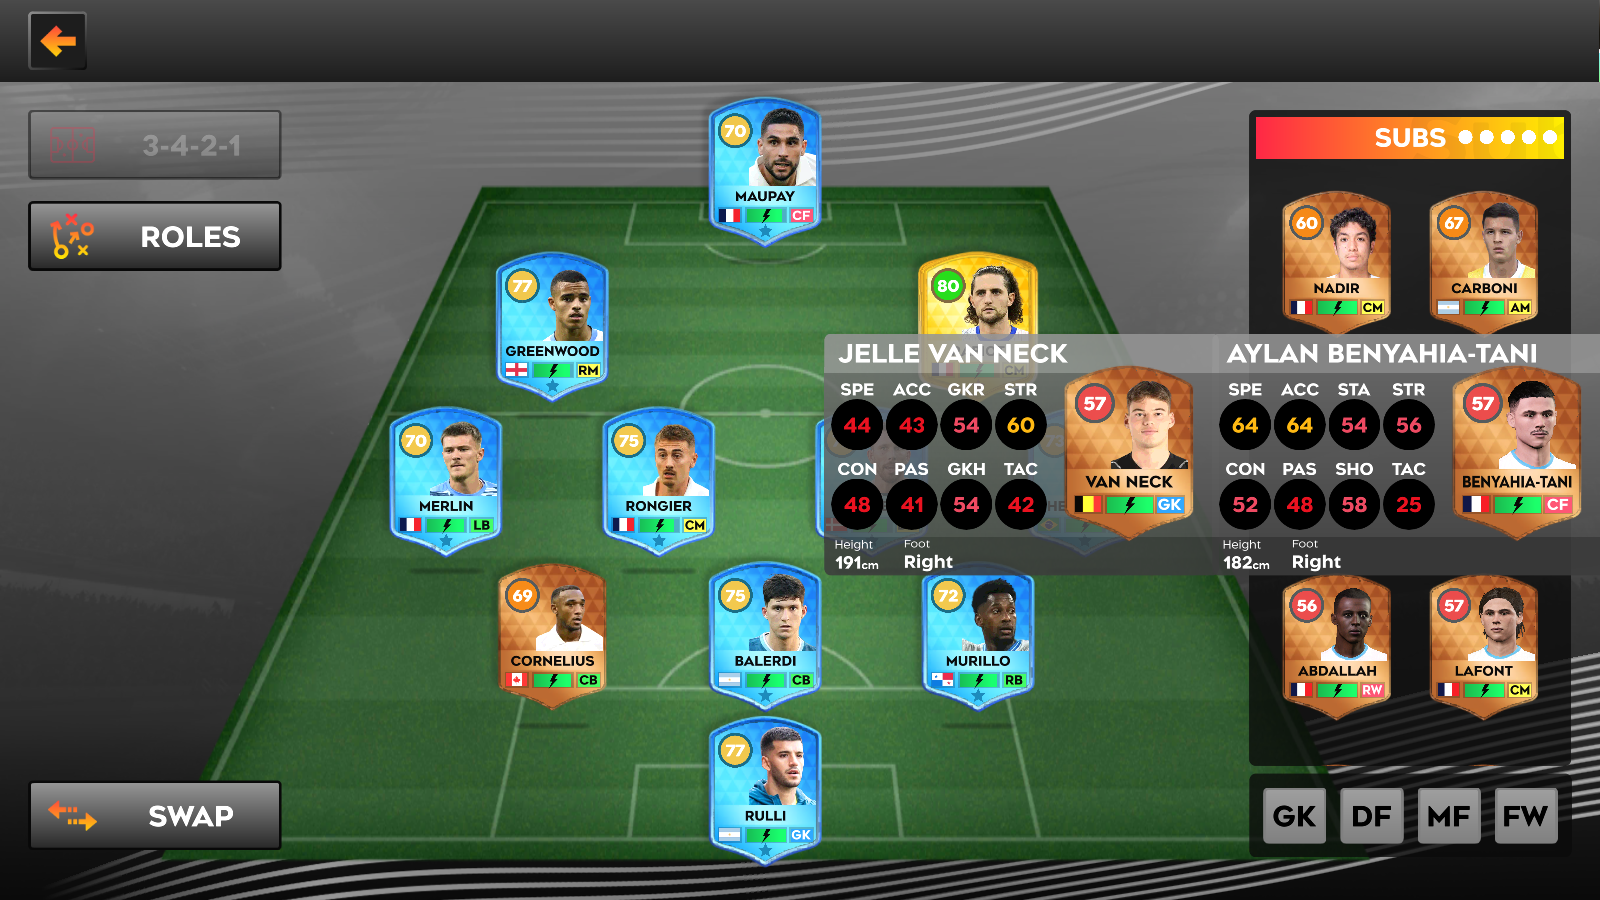 3-4-2-1
ROLES
70
MAUPAY
CF
77
GREENWOOD
RM
80
CM
70
MERLIN
LB
75
RONGIER
CM
73
69
CORNELIUS
CB
75
BALERDI
CB
72
MURILLO
RB
77
RULLI
GK
SWAP
SUBS
60
NADIR
CM
67
CARBONI
AM
JELLE VAN NECK
SPE ACC GKR STR
44 43 54 60
CON PAS GKH TAC
48 41 54 42
Height Foot
191cm Right
57
VAN NECK
GK
AYLAN BENYAHIA-TANI
SPE ACC STA STR
64 64 54 56
CON PAS SHO TAC
52 48 58 25
Height Foot
182cm Right
57
BENYAHIA-TANI
CF
56
ABDALLAH
RW
57
LAFONT
CM
GK DF MF FW